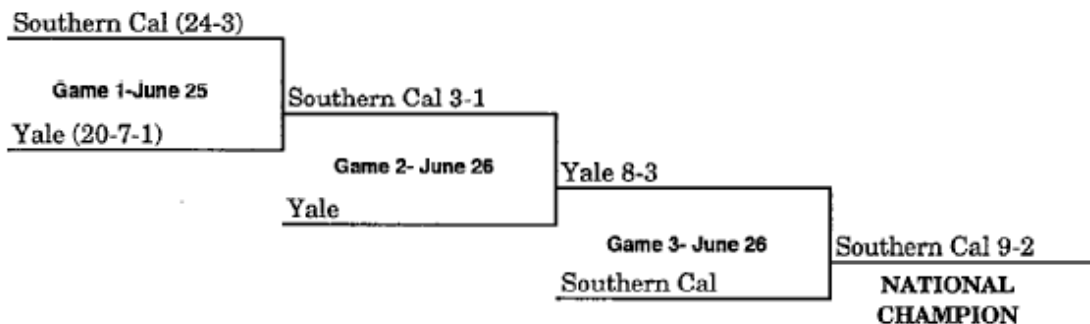 Southern Cal (24-3)
Game 1-June 25
Yale (20-7-1)
Southern Cal 3-1
Game 2- June 26
Yale
Yale 8-3
Game 3- June 26
Southern Cal
Southern Cal 9-2
NATIONAL
CHAMPION